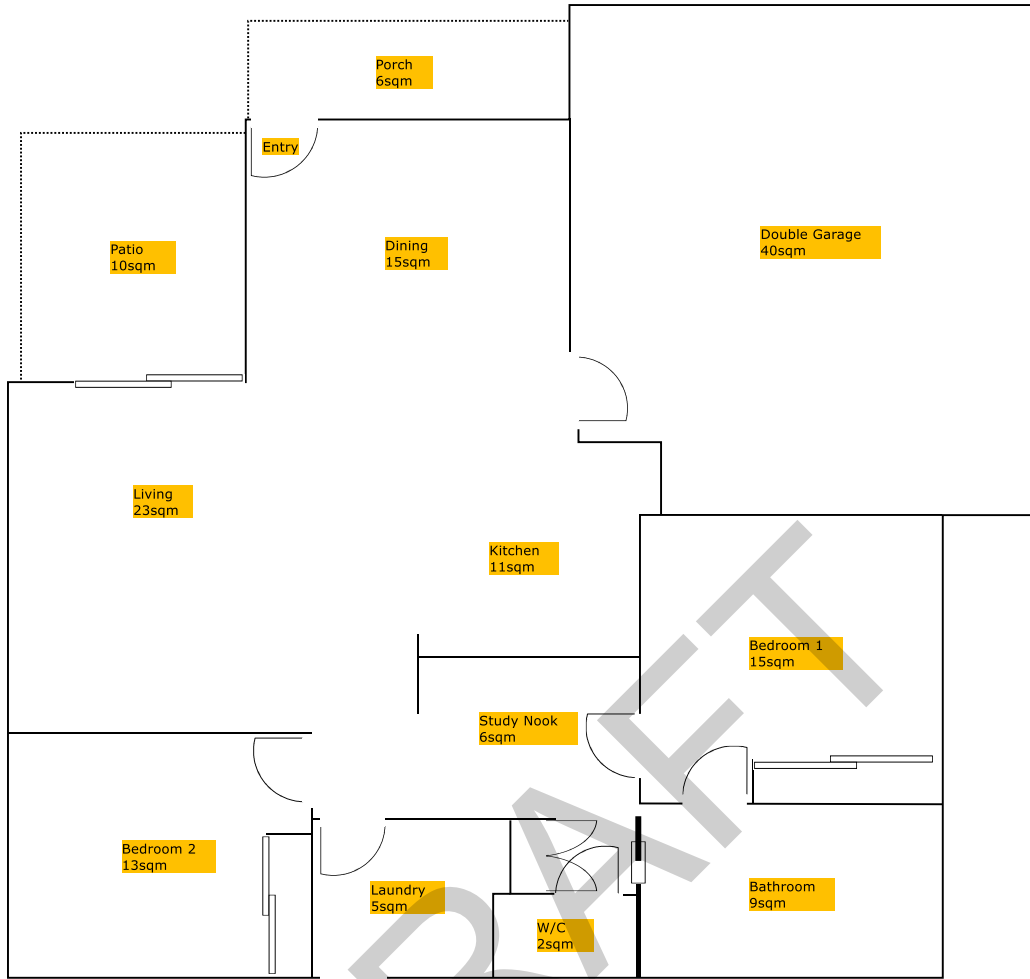 Porch
6sqm
Entry
Patio
10sqm
Dining
15sqm
Double Garage
40sqm
Living
23sqm
Kitchen
11sqm
Bedroom 1
15sqm
Study Nook
6sqm
Bedroom 2
13sqm
Laundry
5sqm
W/C
2sqm
Bathroom
9sqm
RAFT